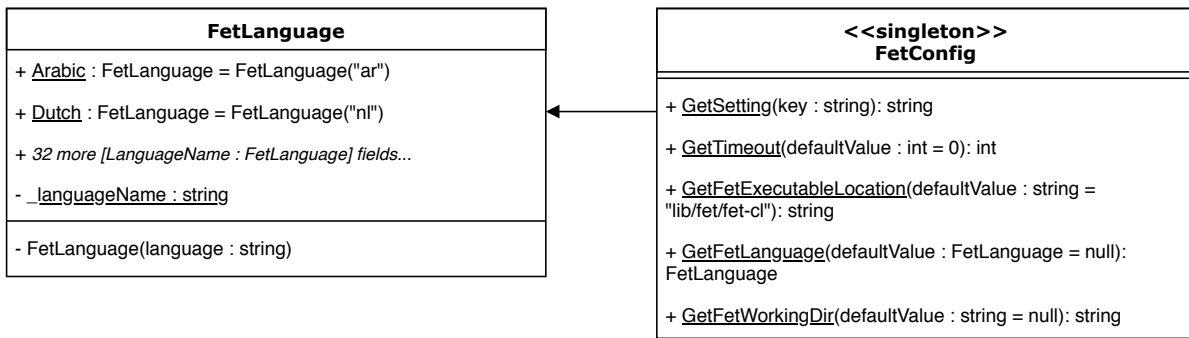 FetLanguage
+ Arabic : FetLanguage = FetLanguage("ar")
+ Dutch : FetLanguage = FetLanguage("nl")
+ 32 more [LanguageName : FetLanguage] fields...
- _languageName : string
- FetLanguage(language : string)
<<singleton>>
FetConfig
+ GetSetting(key : string): string
+ GetTimeout(defaultValue : int = 0): int
+ GetFetExecutableLocation(defaultValue : string =
"lib/fet/fet-cl"): string
+ GetFetLanguage(defaultValue : FetLanguage = null):
FetLanguage
+ GetFetWorkingDir(defaultValue : string = null): string